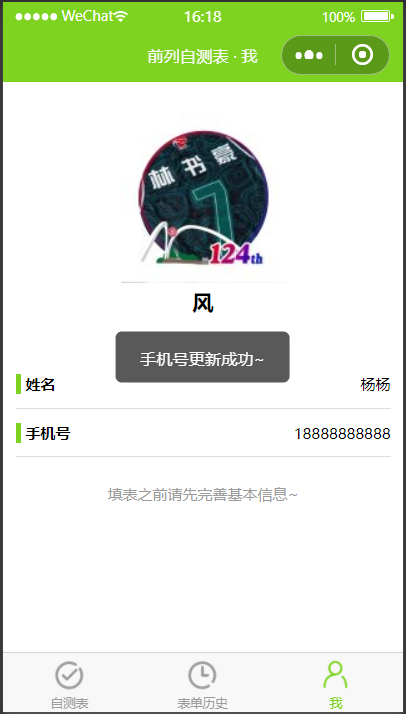 WeChat 16:18 100%
前列自测表 · 我
林书豪
7
124th
风
手机号更新成功~
姓名 杨杨
手机号 18888888888
填表之前请先完善基本信息~
自测表 表单历史 我